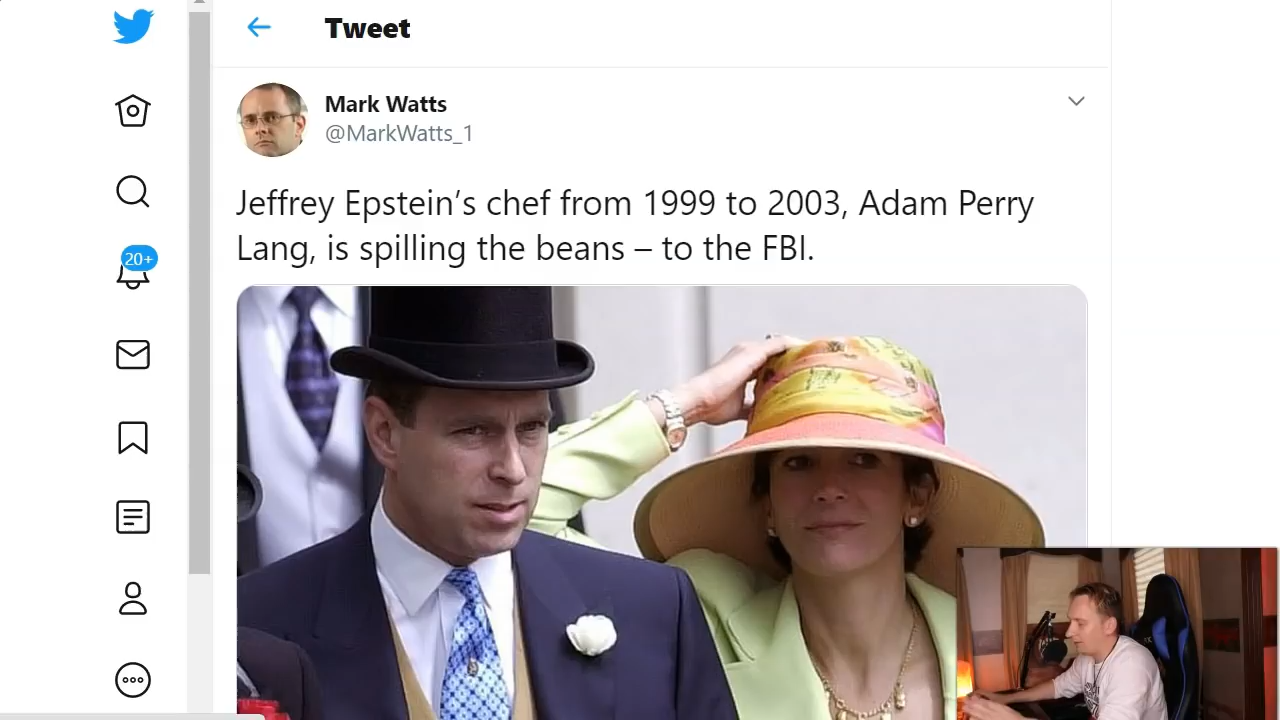 Tweet
Mark Watts
@MarkWatts_1
Jeffrey Epstein’s chef from 1999 to 2003, Adam Perry
Lang, is spilling the beans – to the FBI.
20+